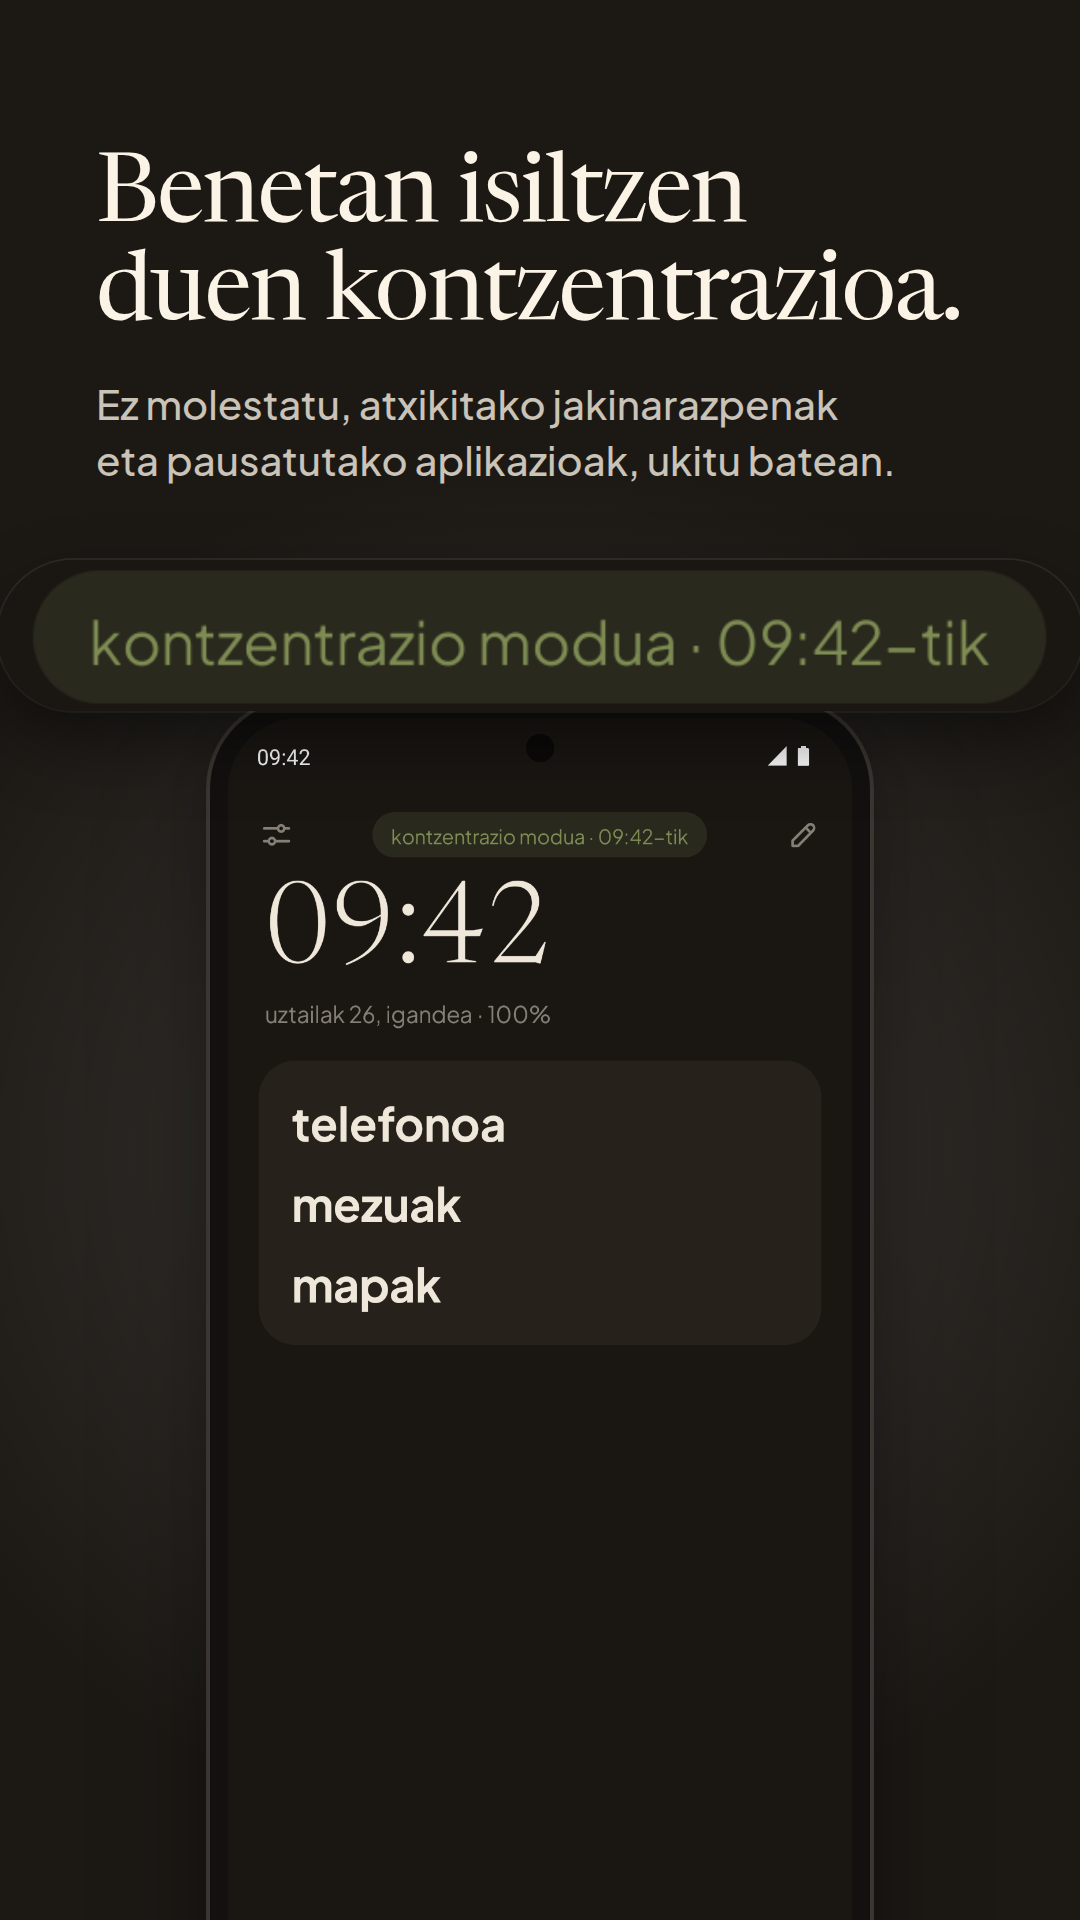 Benetan isiltzen
duen kontzentrazioa.
Ez molestatu, atxikitako jakinarazpenak
eta pausatutako aplikazioak, ukitu batean.
kontzentrazio modua · 09:42–tik
09:42
kontzentrazio modua · 09:42–tik
09:42
uztailak 26, igandea · 100%
telefonoa
mezuak
mapak